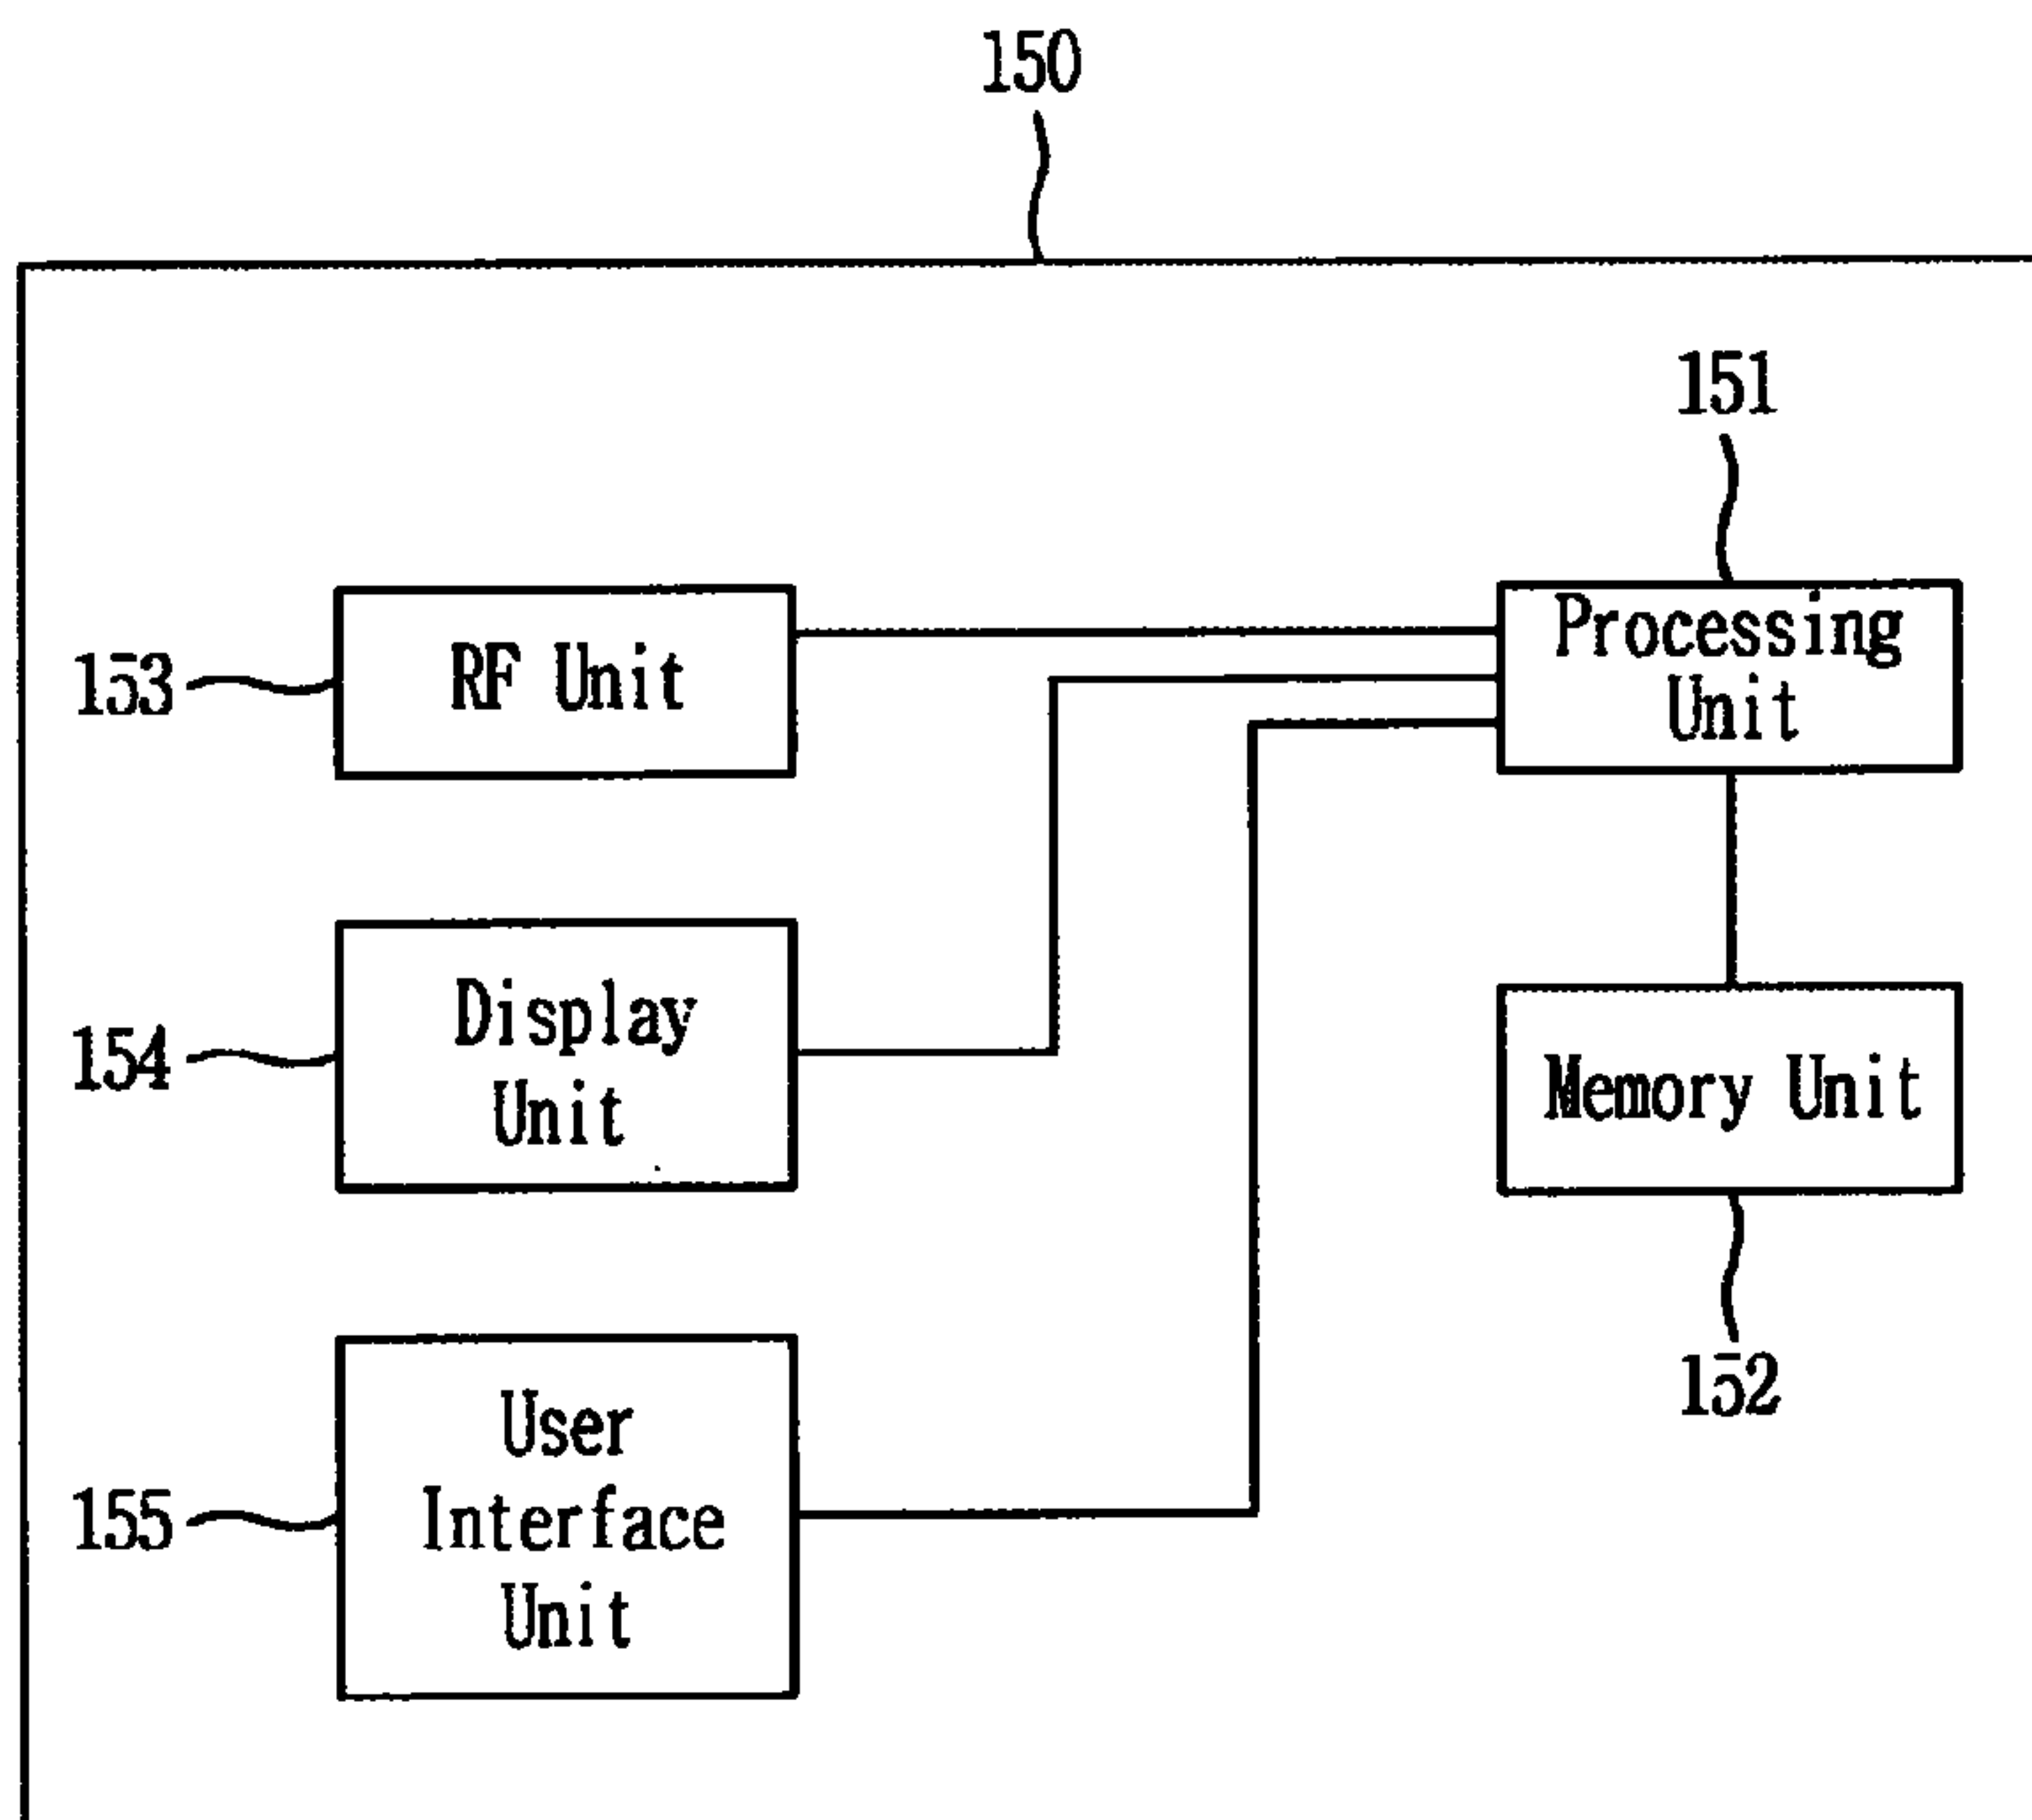 150
151
153
RF Unit
Processing
Unit
154
Display
Unit
Memory Unit
152
155
User
Interface
Unit